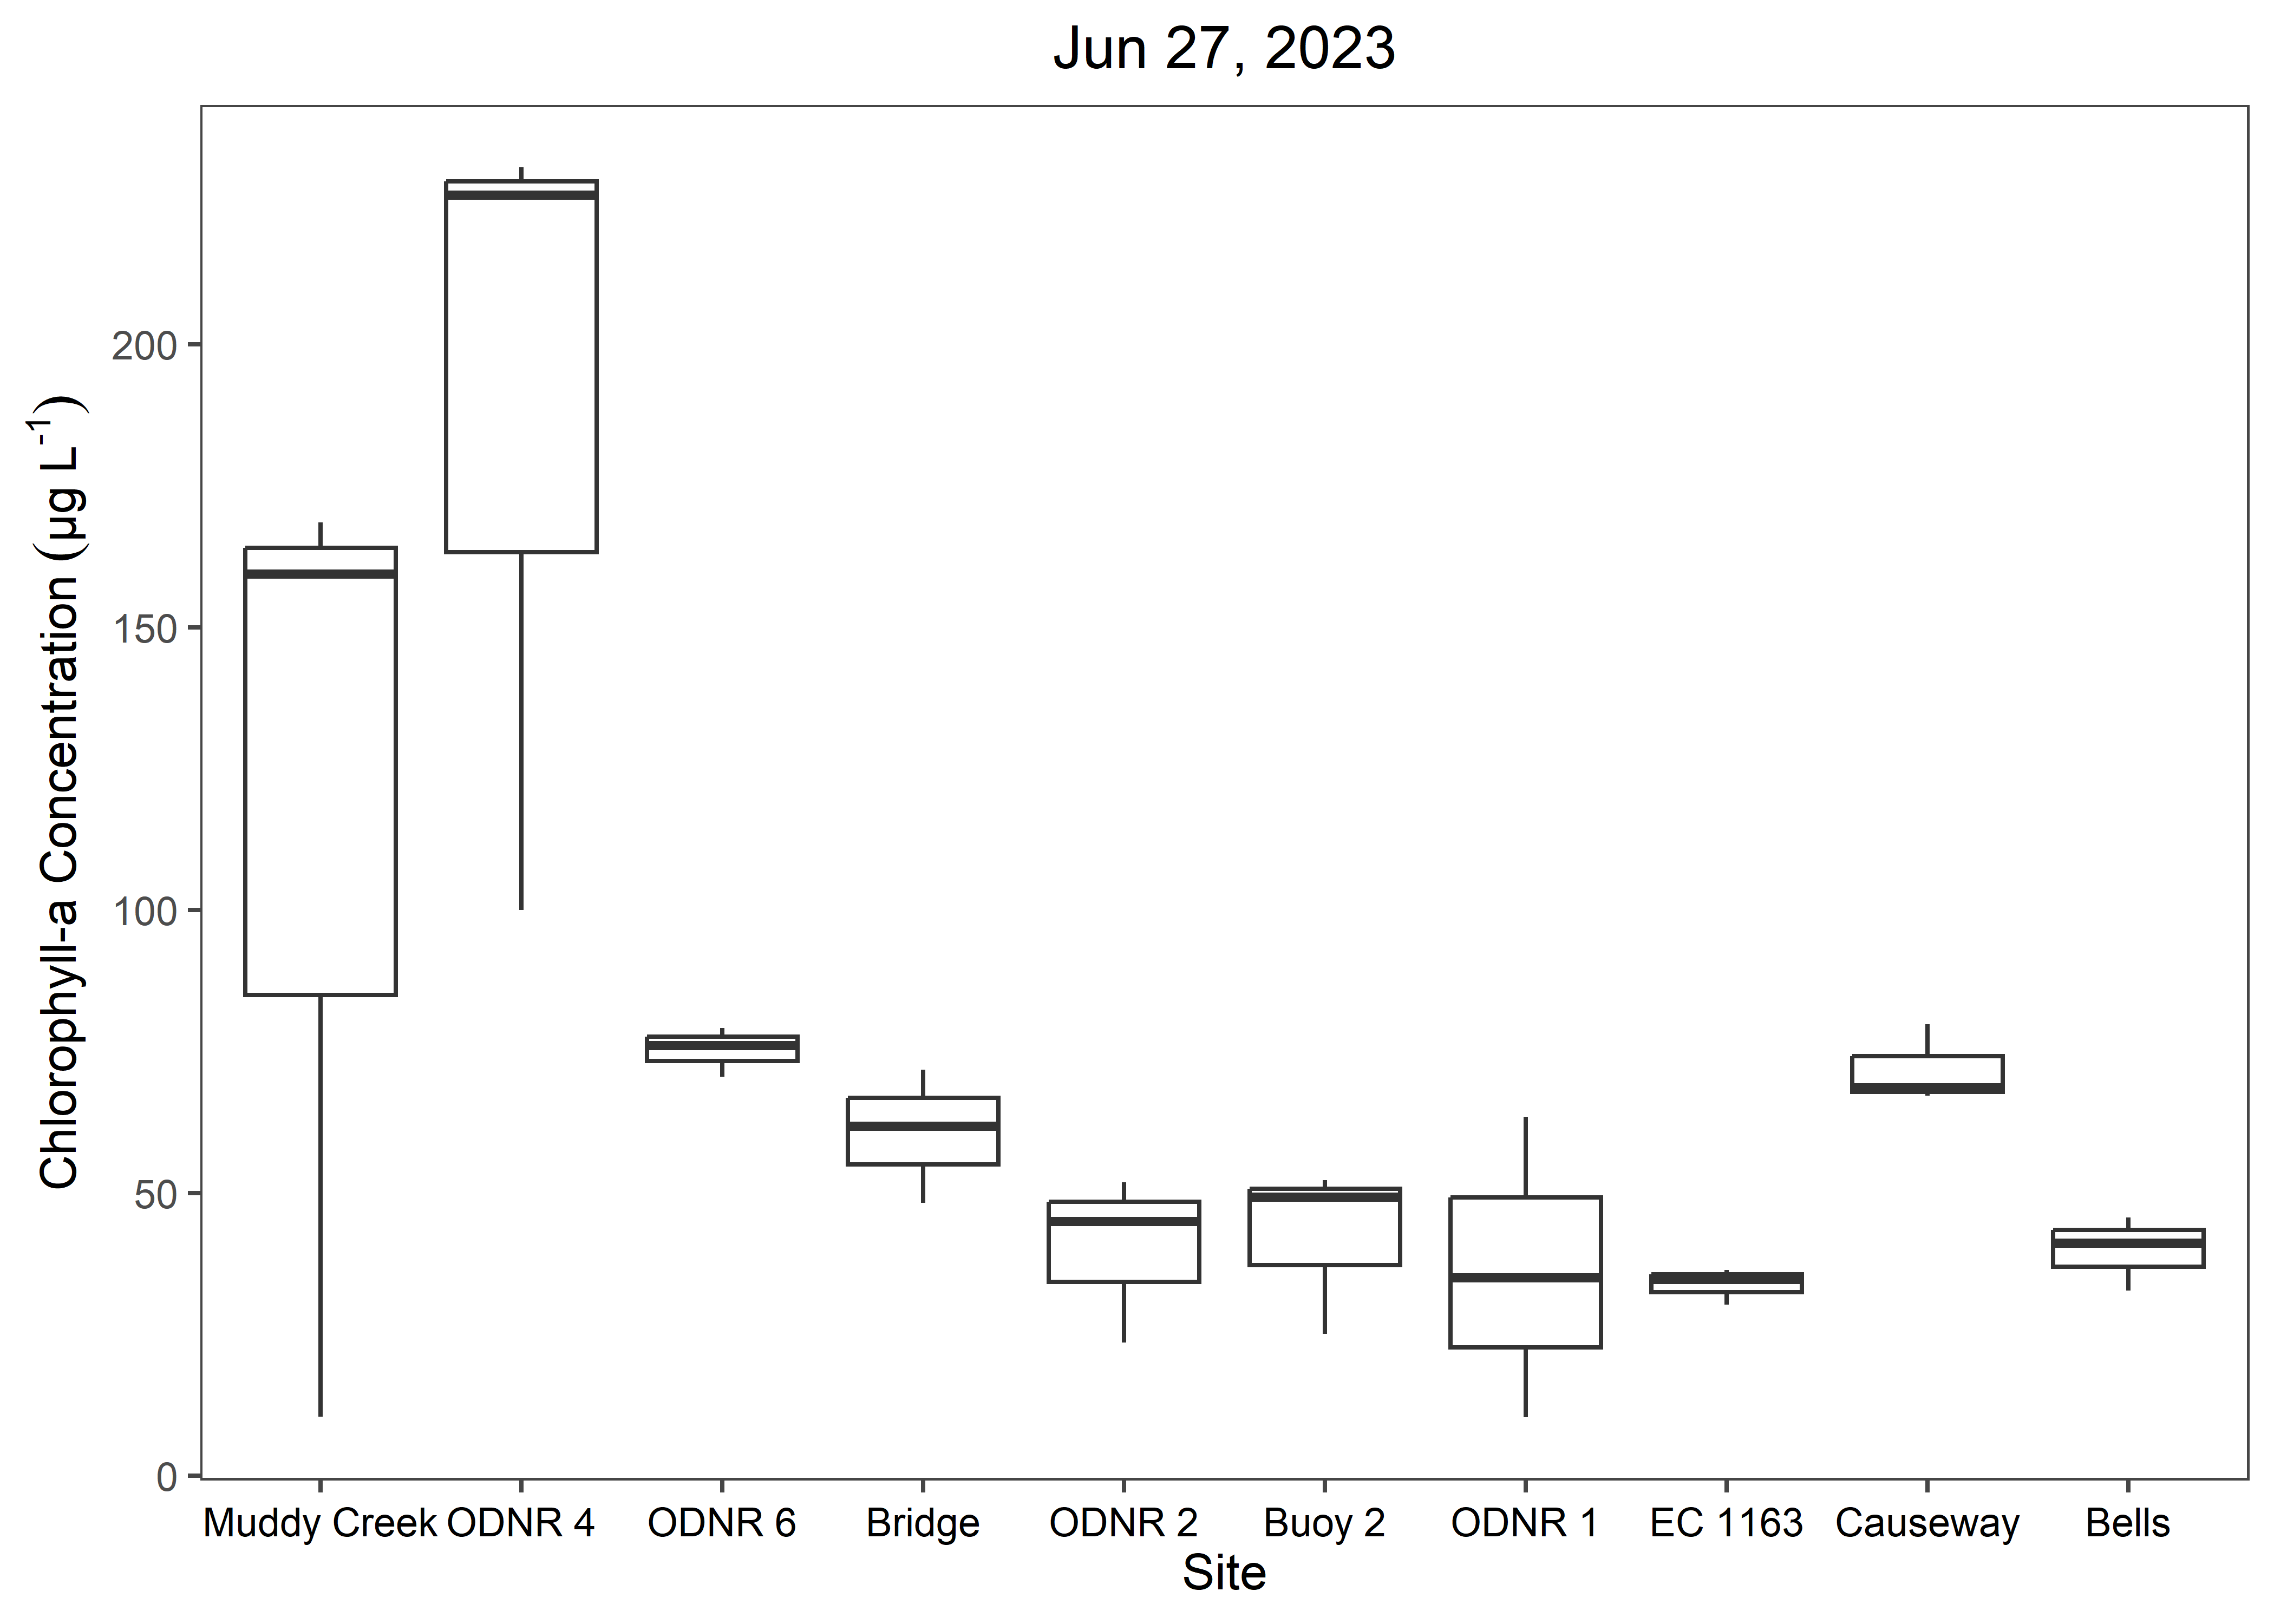 Jun 27, 2023
Chlorophyll-a Concentration (µg L⁻¹)
200
150
100
50
0
Muddy Creek ODNR 4 ODNR 6 Bridge ODNR 2 Buoy 2 ODNR 1 EC 1163 Causeway Bells
Site